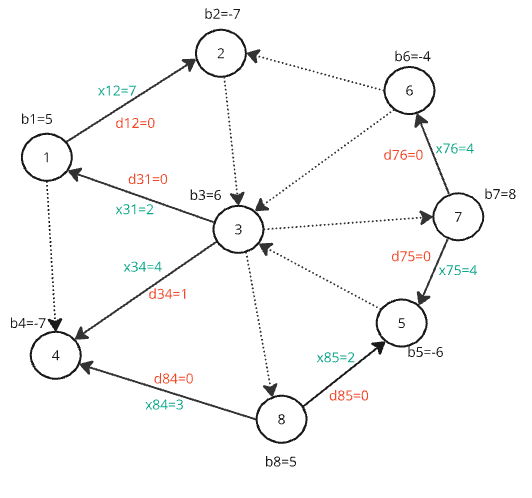 b2=-7
2
b6=-4
6
x12=7
d12=0
b1=5
1
d76=0
x76=4
d31=0
x31=2
b3=6
3
b7=8
7
x34=4
d34=1
d75=0
x75=4
b4=-7
4
5
b5=-6
x85=2
d85=0
d84=0
x84=3
8
b8=5